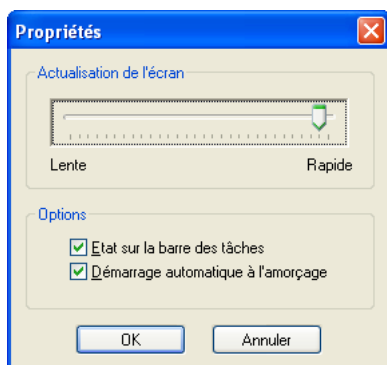 Propriétés
Actualisation de l'écran
Lente Rapide
Options
Etat sur la barre des tâches
Démarrage automatique à l'amorçage
OK Annuler